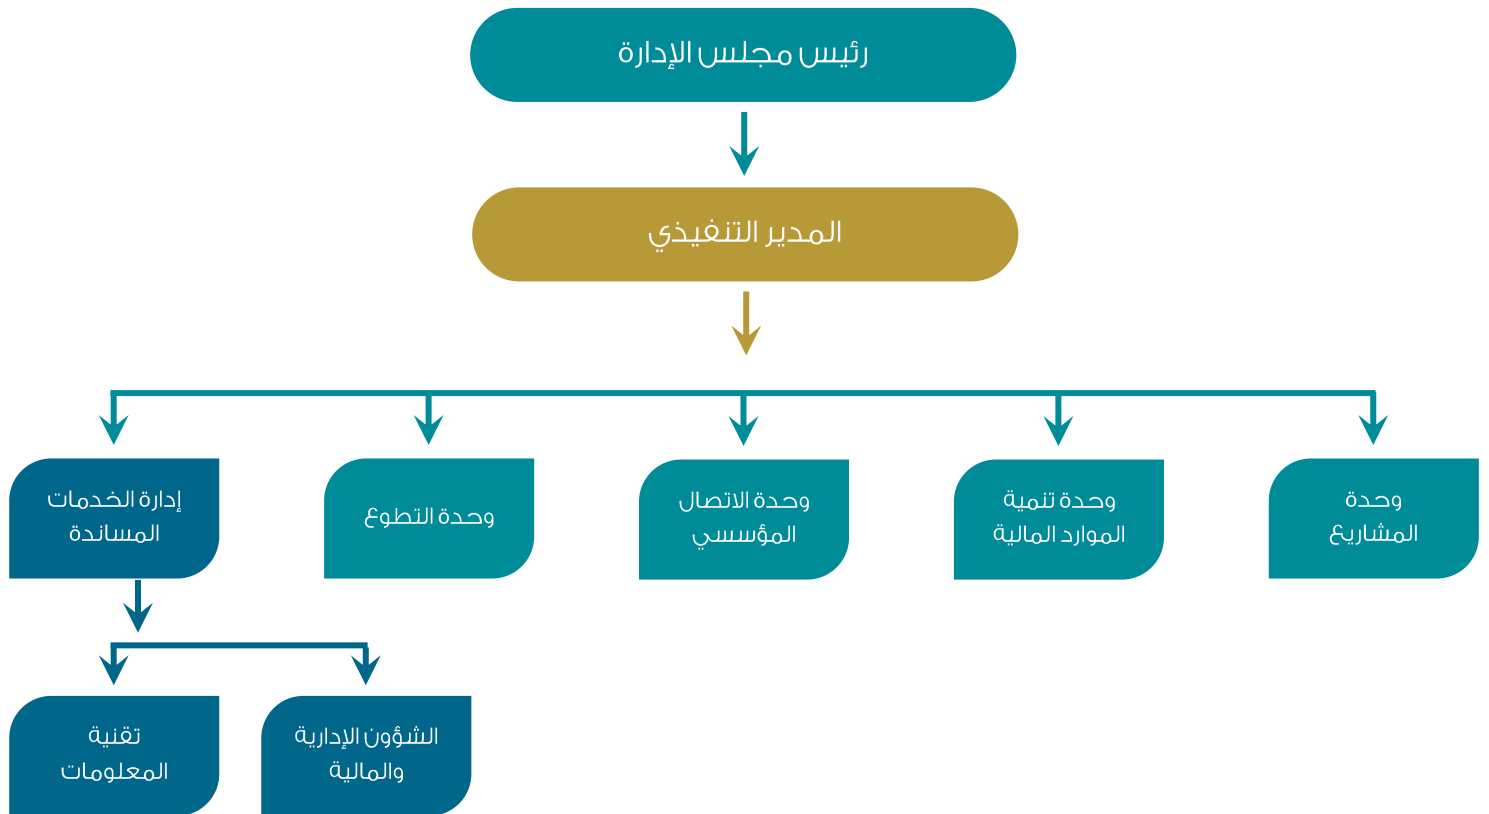 رئيس مجلس الإدارة
المدير التنفيذي
وحدة
المشاريع
وحدة تنمية
الموارد المالية
وحدة الاتصال
المؤسسي
وحدة التطوع
إدارة الخدمات
المساندة
الشؤون الإدارية
والمالية
تقنية
المعلومات